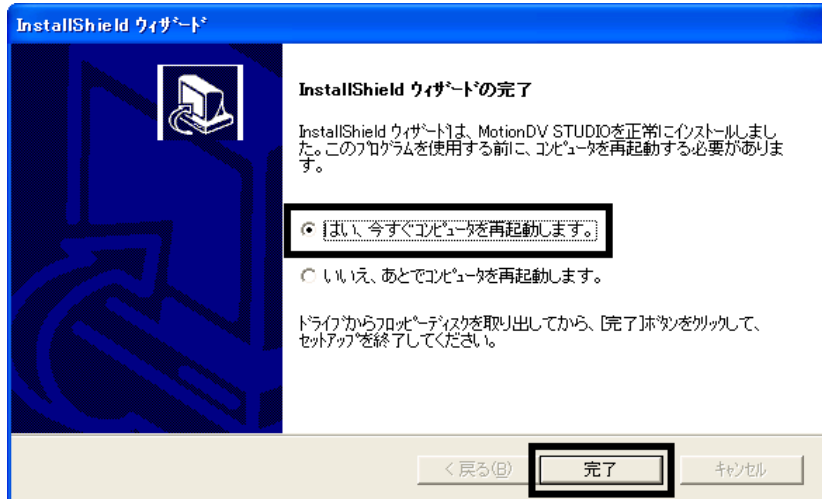 InstallShield ｳｨｻﾞｰﾄﾞ
InstallShield ｳｨｻﾞｰﾄﾞの完了
InstallShield ｳｨｻﾞｰﾄﾞは、MotionDV STUDIOを正常にｲﾝｽﾄｰﾙしまし
た。このﾌﾟﾛｸﾞﾗﾑを使用する前に、ｺﾝﾋﾟｭｰﾀを再起動する必要がありま
す。
はい、今すぐｺﾝﾋﾟｭｰﾀを再起動します。
いいえ、あとでｺﾝﾋﾟｭｰﾀを再起動します。
ﾄﾞﾗｲﾌﾞからﾌﾛｯﾋﾟｰﾃﾞｨｽｸを取り出してから、[完了]ﾎﾞﾀﾝをｸﾘｯｸして、
ｾｯﾄｱｯﾌﾟを終了してください。
< 戻る(B)
完了
ｷｬﾝｾﾙ